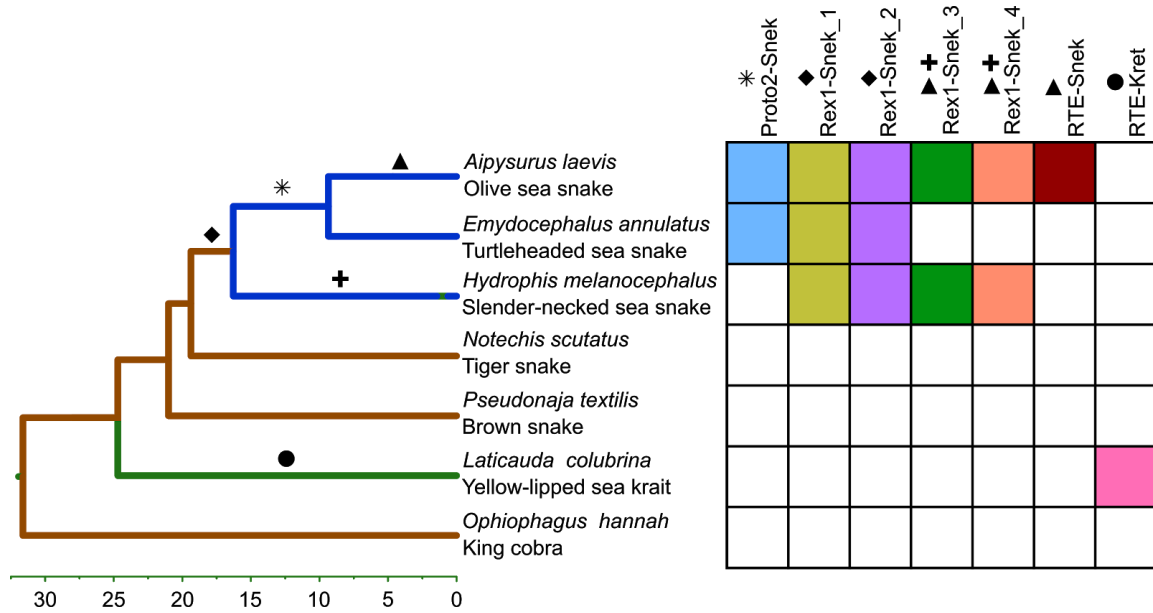 Proto2-Snek
Rex1-Snek_1
Rex1-Snek_2
Rex1-Snek_3
Rex1-Snek_4
RTE-Snek
RTE-Kret
Aipysurus laevis
Olive sea snake
Emydocephalus annulatus
Turtleheaded sea snake
Hydrophis melanocephalus
Slender-necked sea snake
Notechis scutatus
Tiger snake
Pseudonaja textilis
Brown snake
Laticauda colubrina
Yellow-lipped sea krait
Ophiophagus hannah
King cobra
30 25 20 15 10 5 0